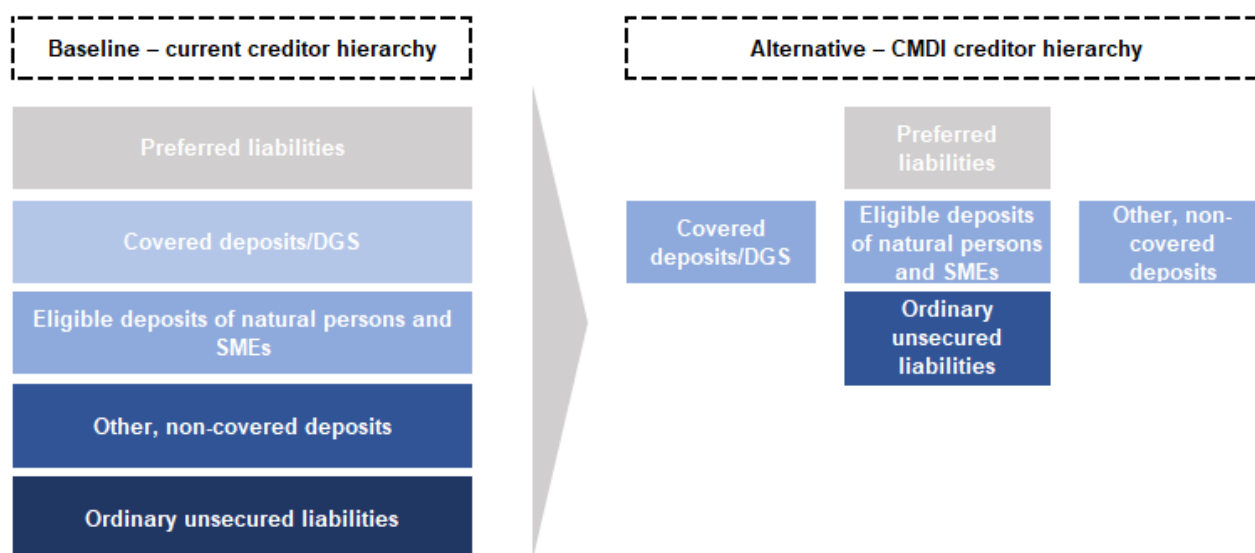 Baseline – current creditor hierarchy
Preferred liabilities
Covered deposits/DGS
Eligible deposits of natural persons and
SMEs
Other, non-covered deposits
Ordinary unsecured liabilities
Alternative – CMDI creditor hierarchy
Preferred
liabilities
Covered
deposits/DGS
Eligible deposits
of natural persons
and SMEs
Other, non-
covered
deposits
Ordinary
unsecured
liabilities